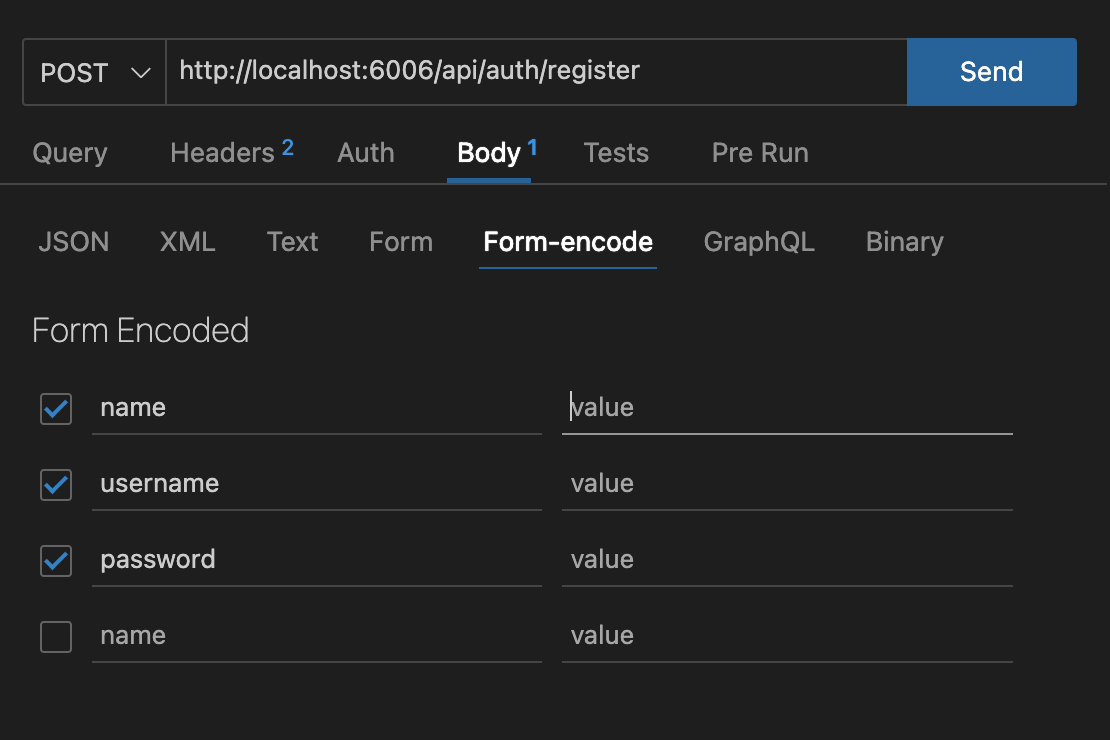 POST http://localhost:6006/api/auth/register Send
Query Headers 2 Auth Body 1 Tests Pre Run
JSON XML Text Form Form-encode GraphQL Binary
Form Encoded
name value
username value
password value
name value